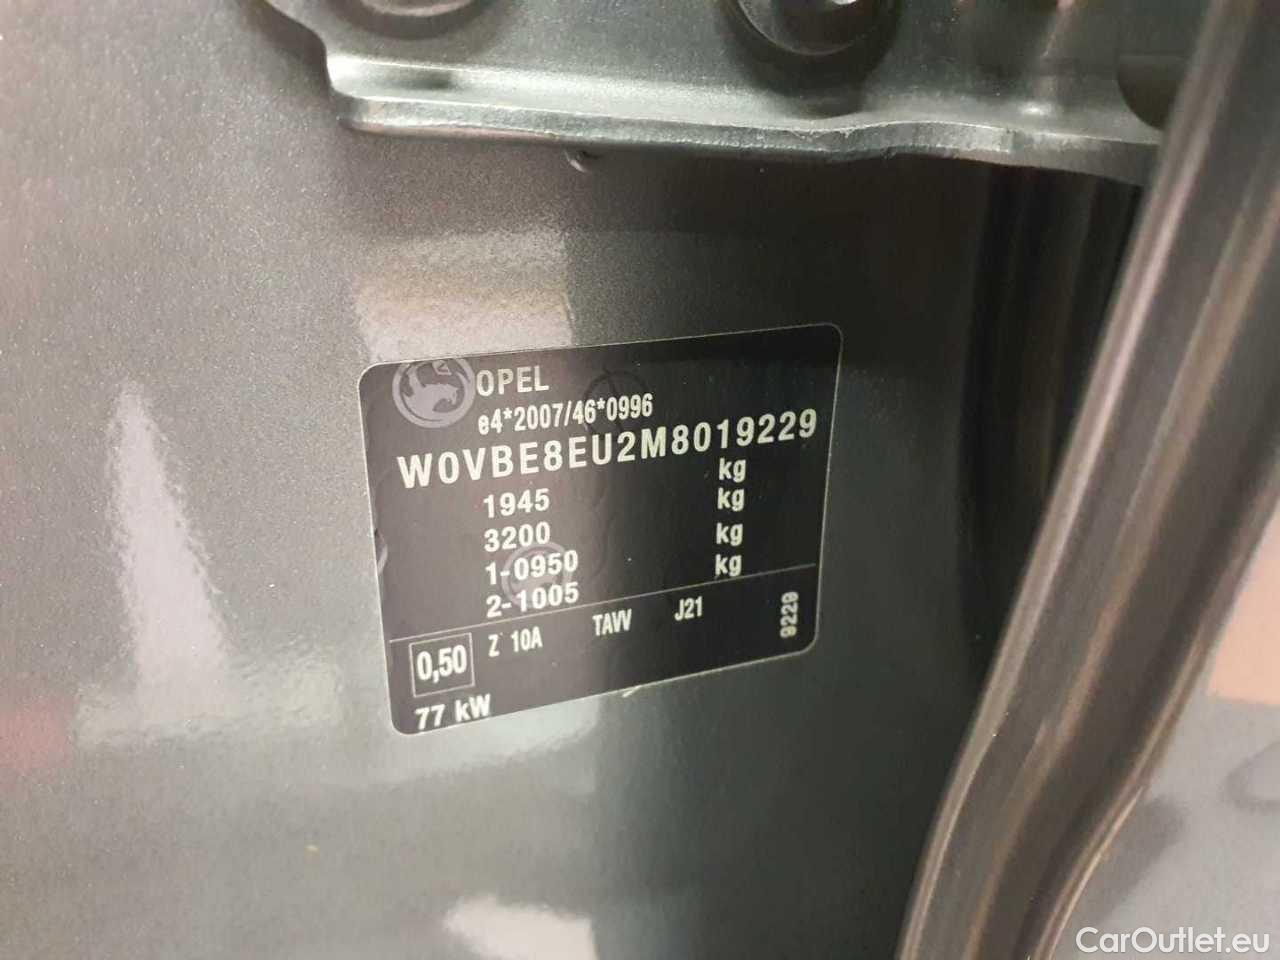 OPEL
e4*2007/46*0996
W0VBE8EU2M8019229
1945 kg
3200 kg
1-0950 kg
2-1005 kg
0,50 Z 10A TAVV J21 9229
77 kW
CarOutlet.eu